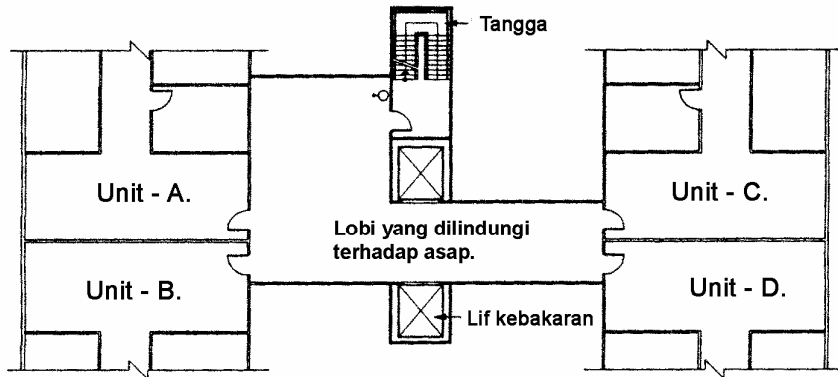 Tangga
Unit - A.
Unit - C.
Lobi yang dilindungi
terhadap asap.
Unit - B.
Unit - D.
Lif kebakaran